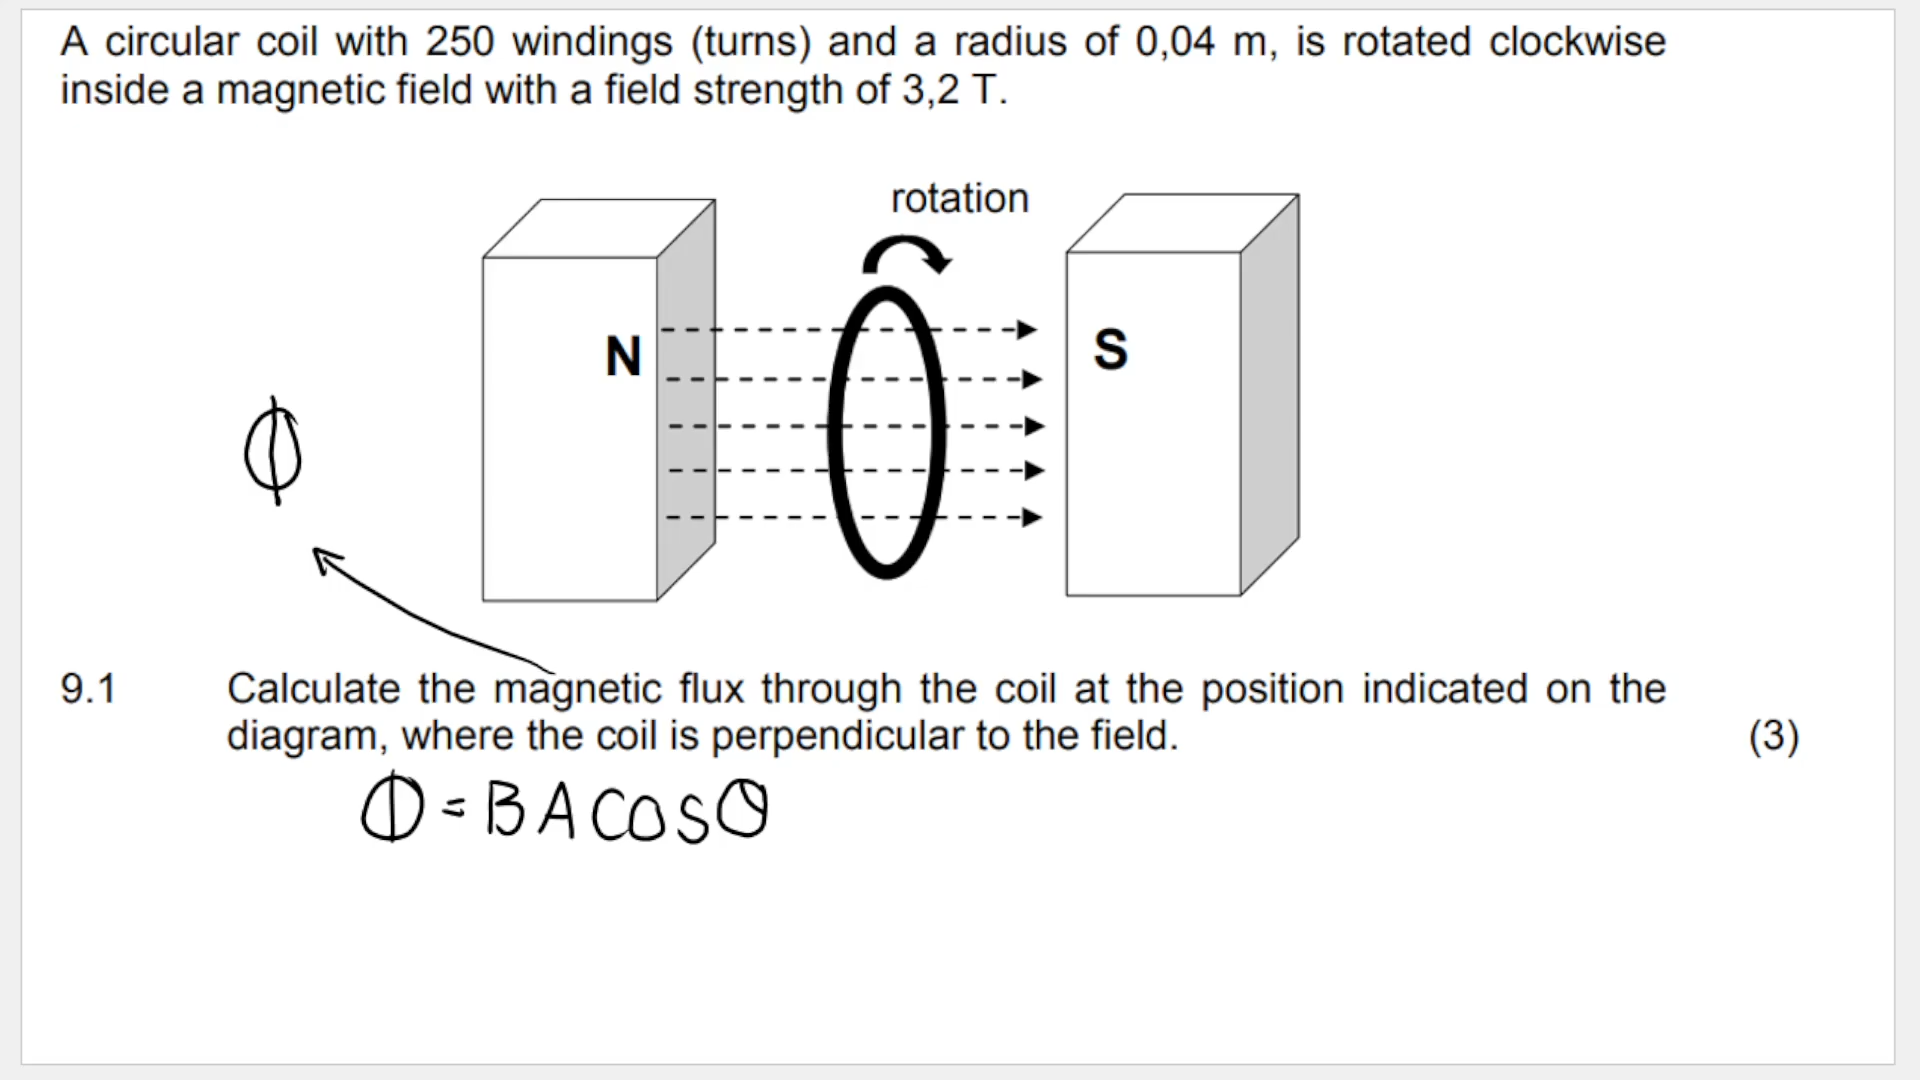 A circular coil with 250 windings (turns) and a radius of 0,04 m, is rotated clockwise
inside a magnetic field with a field strength of 3,2 T.
rotation
N
S
Φ
9.1 Calculate the magnetic flux through the coil at the position indicated on the
diagram, where the coil is perpendicular to the field. (3)
Φ = BACOSθ